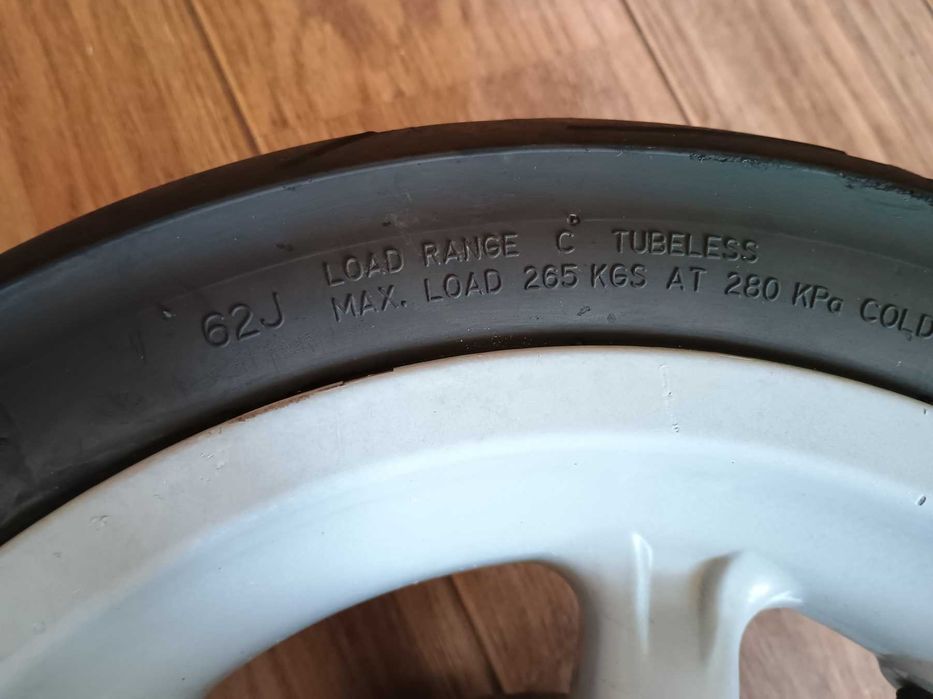 62J
LOAD RANGE C TUBELESS
MAX. LOAD 265 KGS AT 280 KPa COLD